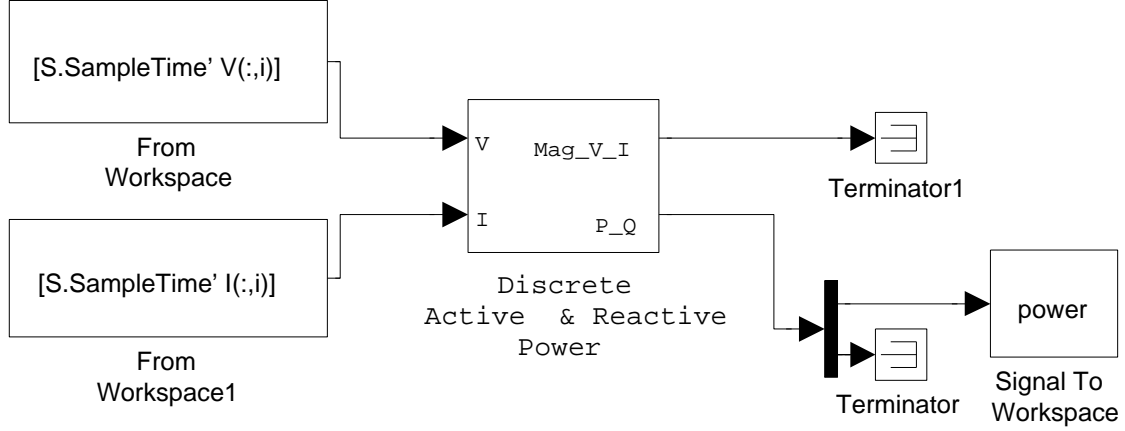 [S.SampleTime’ V(:,i)]
From
Workspace
[S.SampleTime’ I(:,i)]
From
Workspace1
V
Mag_V_I
I
P_Q
Discrete
Active & Reactive
Power
Terminator1
Terminator
power
Signal To
Workspace